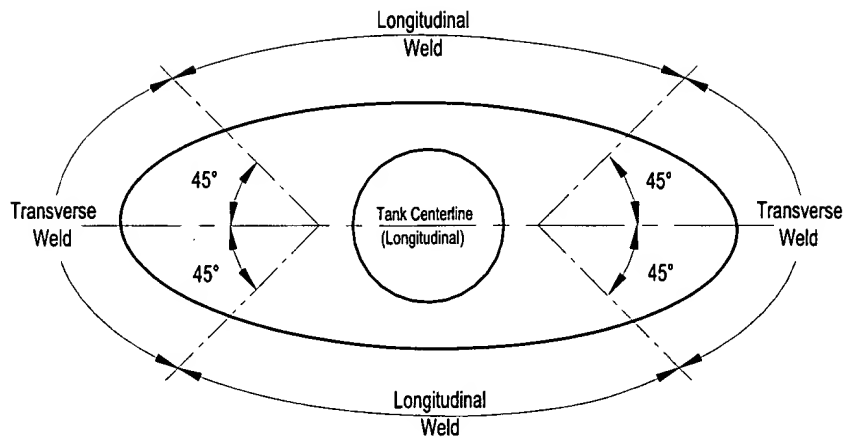 Longitudinal
Weld
45°
45°
Transverse
Weld
Tank Centerline
(Longitudinal)
Transverse
Weld
45°
45°
Longitudinal
Weld